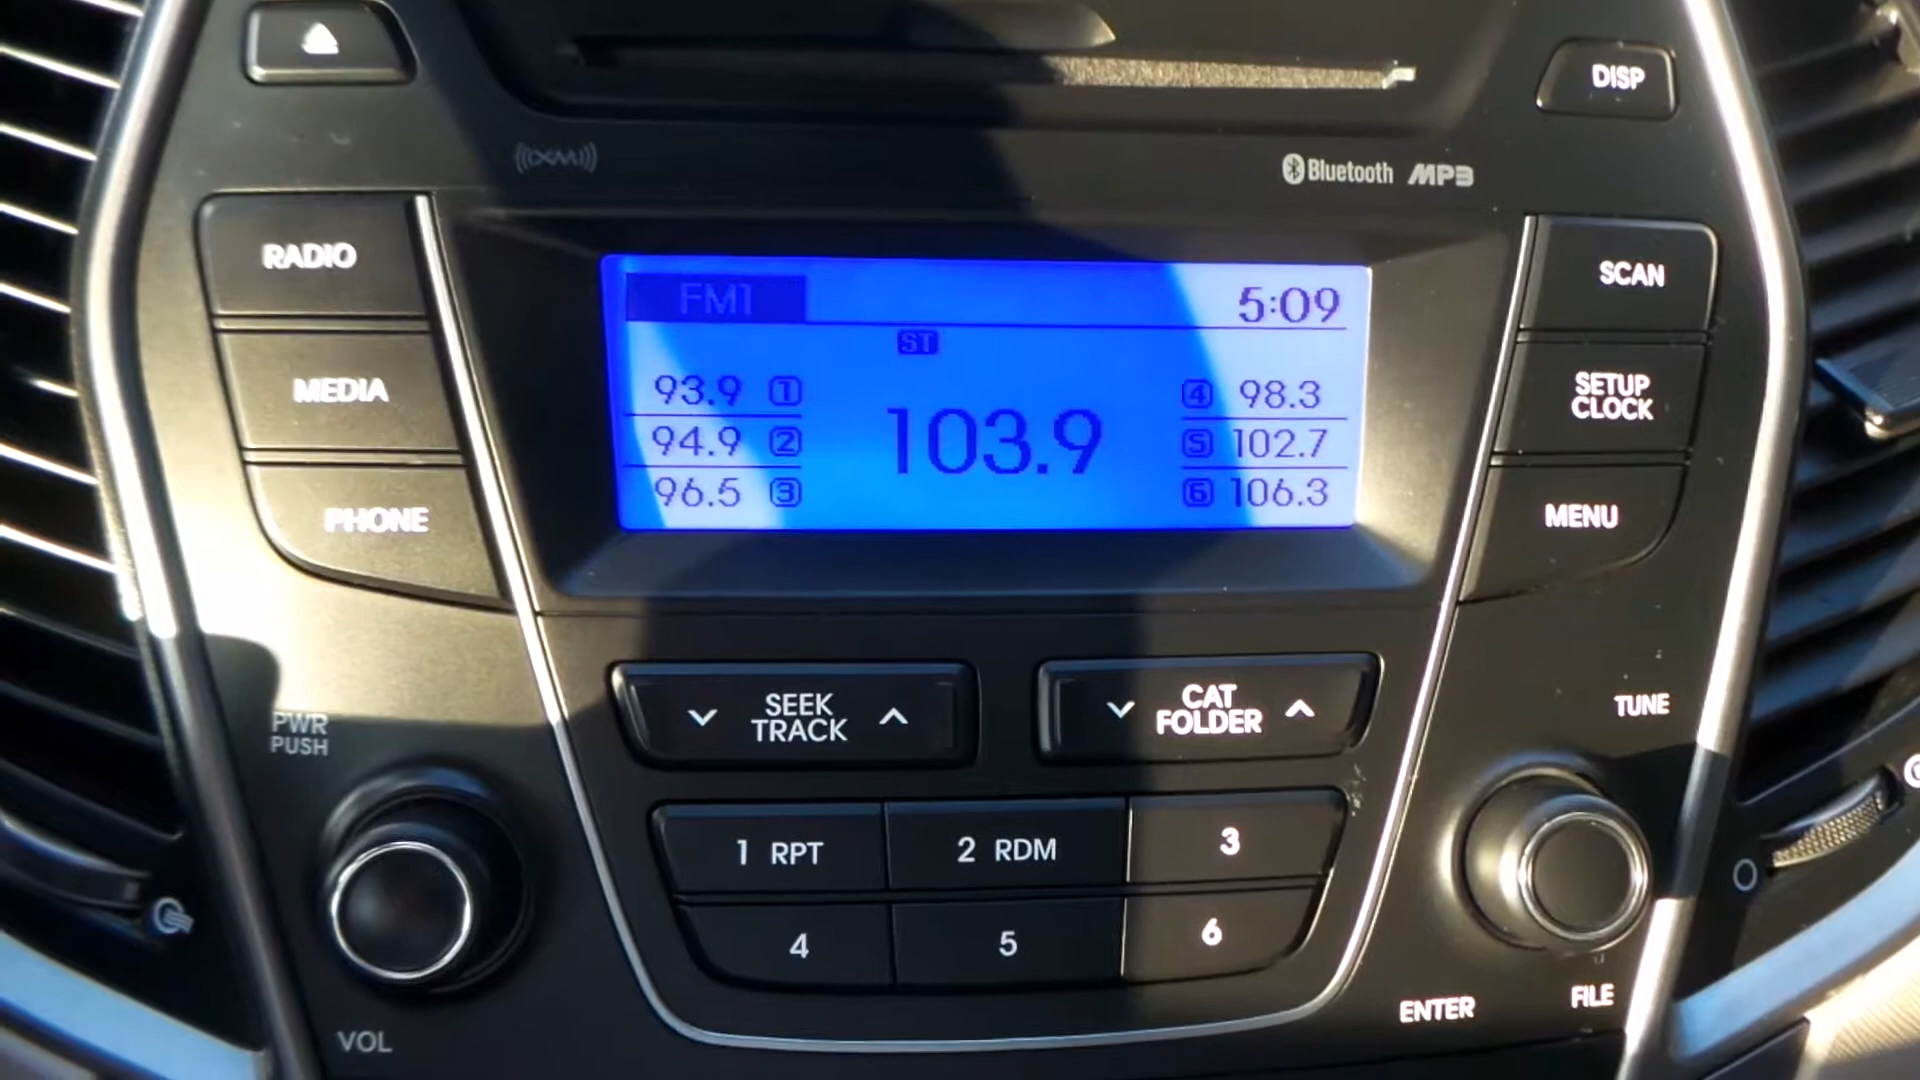 DISP
((XM))
Bluetooth MP3
RADIO
MEDIA
PHONE
FM1
5:09
ST
93.9 1
94.9 2
96.5 3
103.9
4 98.3
5 102.7
6 106.3
SCAN
SETUP
CLOCK
MENU
SEEK
TRACK
CAT
FOLDER
TUNE
PWR
PUSH
1 RPT
2 RDM
3
4
5
6
VOL
ENTER
FILE